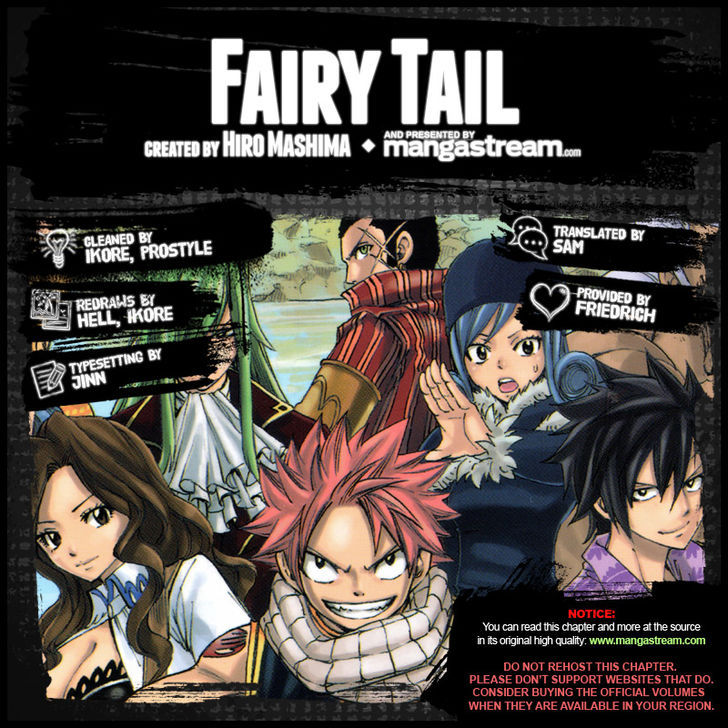 FAIRY TAIL
CREATED BY HIRO MASHIMA ◆ AND PRESENTED BY mangastream.com
CLEANED BY
IKORE, PROSTYLE
REDRAWS BY
HELL, IKORE
TYPESETTING BY
JINN
TRANSLATED BY
SAM
PROVIDED BY
FRIEDRICH
NOTICE:
You can read this chapter and more at the source
in its original high quality: www.mangastream.com
DO NOT REHOST THIS CHAPTER.
PLEASE DON'T SUPPORT WEBSITES THAT DO.
CONSIDER BUYING THE OFFICIAL VOLUMES
WHEN THEY ARE AVAILABLE IN YOUR REGION.